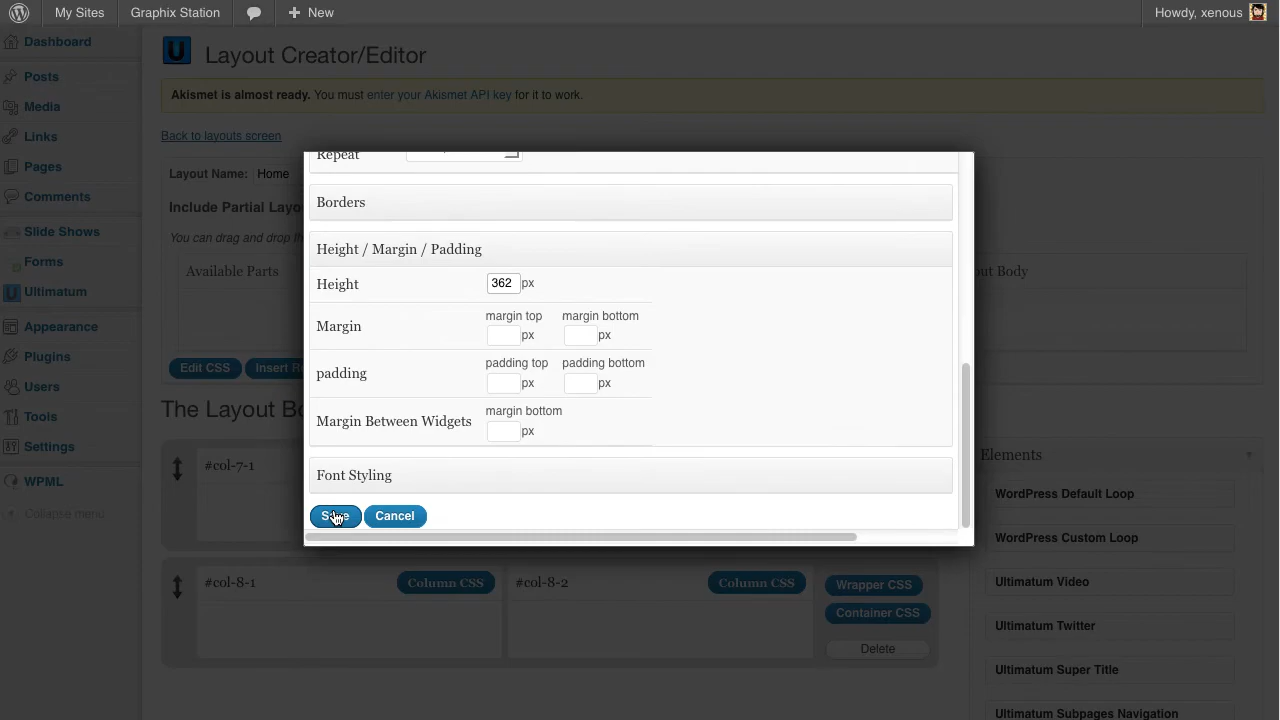 My Sites
Graphix Station
New
Howdy, xenous
Dashboard
Posts
Media
Links
Pages
Comments
Slide Shows
Forms
Ultimatum
Appearance
Plugins
Users
Tools
Settings
WPML
Collapse menu
Layout Creator/Editor
Akismet is almost ready. You must enter your Akismet API key for it to work.
Back to layouts screen
Layout Name: Home
Include Partial
You can drag and drop
Available Parts
Body
Edit CSS
Insert
The Layout
#col-7-1
Repeat
Borders
Height / Margin / Padding
Height 362 px
margin top margin bottom
Margin px px
padding top padding bottom
padding px px
margin bottom
Margin Between Widgets px
Font Styling
Save Cancel
#col-8-1 Column CSS
#col-8-2 Column CSS
Wrapper CSS
Container CSS
Delete
Elements
WordPress Default Loop
WordPress Custom Loop
Ultimatum Video
Ultimatum Twitter
Ultimatum Super Title
Ultimatum Subpages Navigation